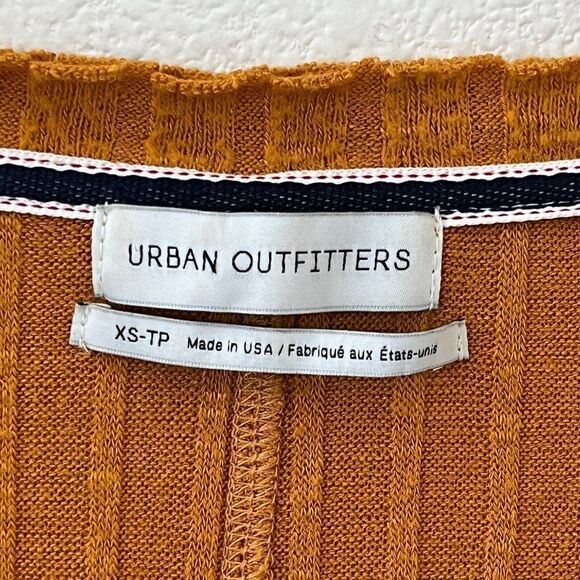 URBAN OUTFITTERS
XS-TP Made in USA / Fabriqué aux États-unis